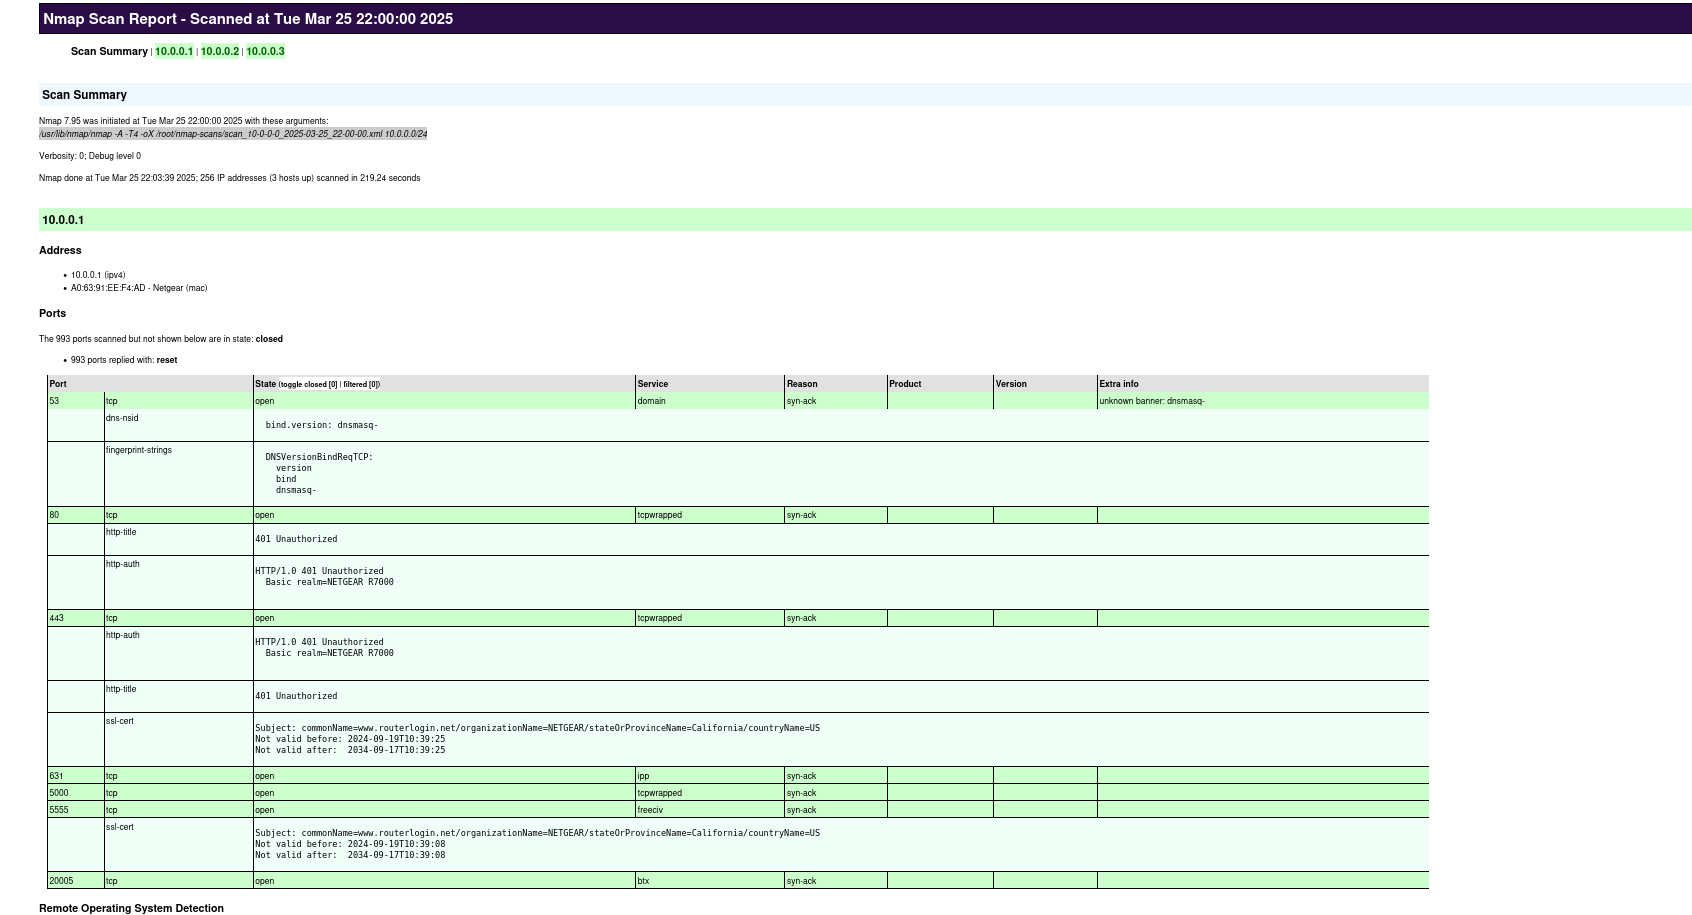 Nmap Scan Report - Scanned at Tue Mar 25 22:00:00 2025
Scan Summary | 10.0.0.1 | 10.0.0.2 | 10.0.0.3
Scan Summary
Nmap 7.95 was initiated at Tue Mar 25 22:00:00 2025 with these arguments:
/usr/lib/nmap/nmap -A -T4 -oX /root/nmap-scans/scan_10-0-0-0_2025-03-25_22-00-00.xml 10.0.0.0/24
Verbosity: 0; Debug level 0
Nmap done at Tue Mar 25 22:03:39 2025; 256 IP addresses (3 hosts up) scanned in 219.24 seconds
10.0.0.1
Address
• 10.0.0.1 (ipv4)
• A0:63:91:EE:F4:AD - Netgear (mac)
Ports
The 993 ports scanned but not shown below are in state: closed
• 993 ports replied with: reset
Port State (toggle closed [0] | filtered [0]) Service Reason Product Version Extra info
53 tcp open domain syn-ack unknown banner: dnsmasq-
dns-nsid
bind.version: dnsmasq-
fingerprint-strings
DNSVersionBindReqTCP:
version
bind
dnsmasq-
80 tcp open tcpwrapped syn-ack
http-title
401 Unauthorized
http-auth
HTTP/1.0 401 Unauthorized
Basic realm=NETGEAR R7000
443 tcp open tcpwrapped syn-ack
http-auth
HTTP/1.0 401 Unauthorized
Basic realm=NETGEAR R7000
http-title
401 Unauthorized
ssl-cert
Subject: commonName=www.routerlogin.net/organizationName=NETGEAR/stateOrProvinceName=California/countryName=US
Not valid before: 2024-09-19T10:39:25
Not valid after:  2034-09-17T10:39:25
631 tcp open ipp syn-ack
5000 tcp open tcpwrapped syn-ack
5555 tcp open freeciv syn-ack
ssl-cert
Subject: commonName=www.routerlogin.net/organizationName=NETGEAR/stateOrProvinceName=California/countryName=US
Not valid before: 2024-09-19T10:39:08
Not valid after:  2034-09-17T10:39:08
20005 tcp open btx syn-ack
Remote Operating System Detection